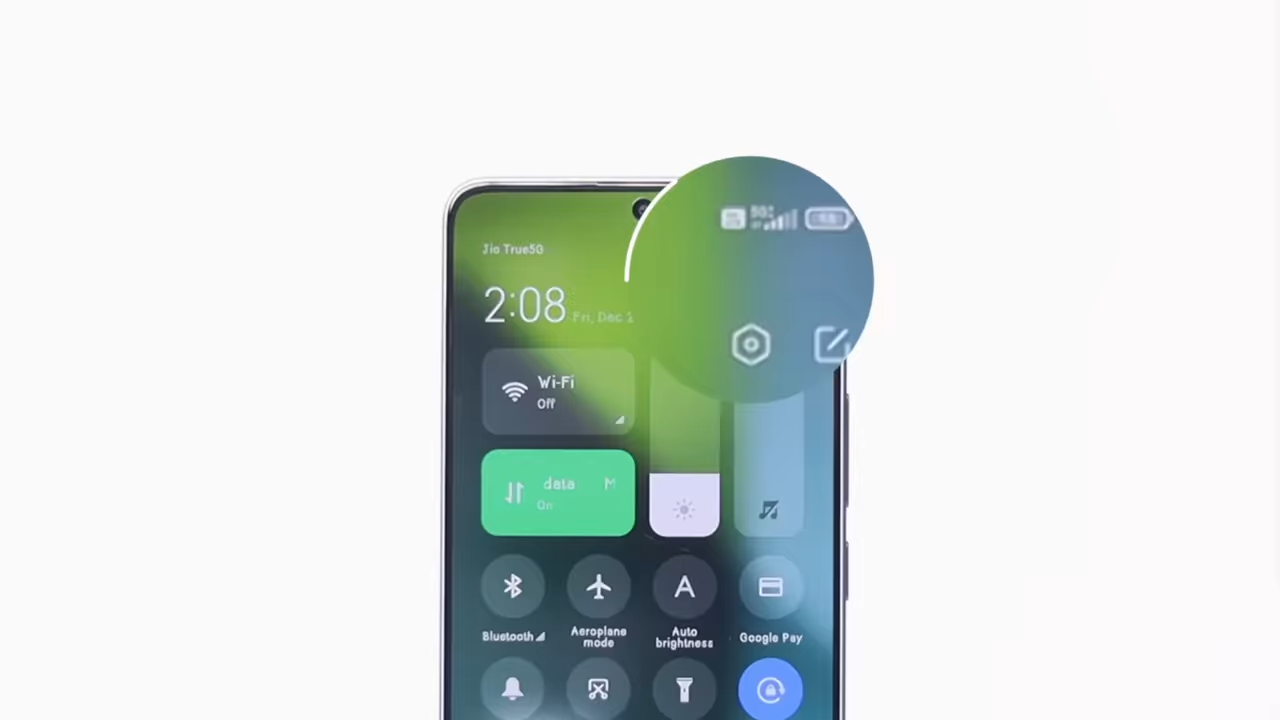 Jio True5G
2:08 Fri, Dec 1
Wi-Fi
Off
data M
On
A
Bluetooth
Aeroplane
mode
Auto
brightness
Google Pay